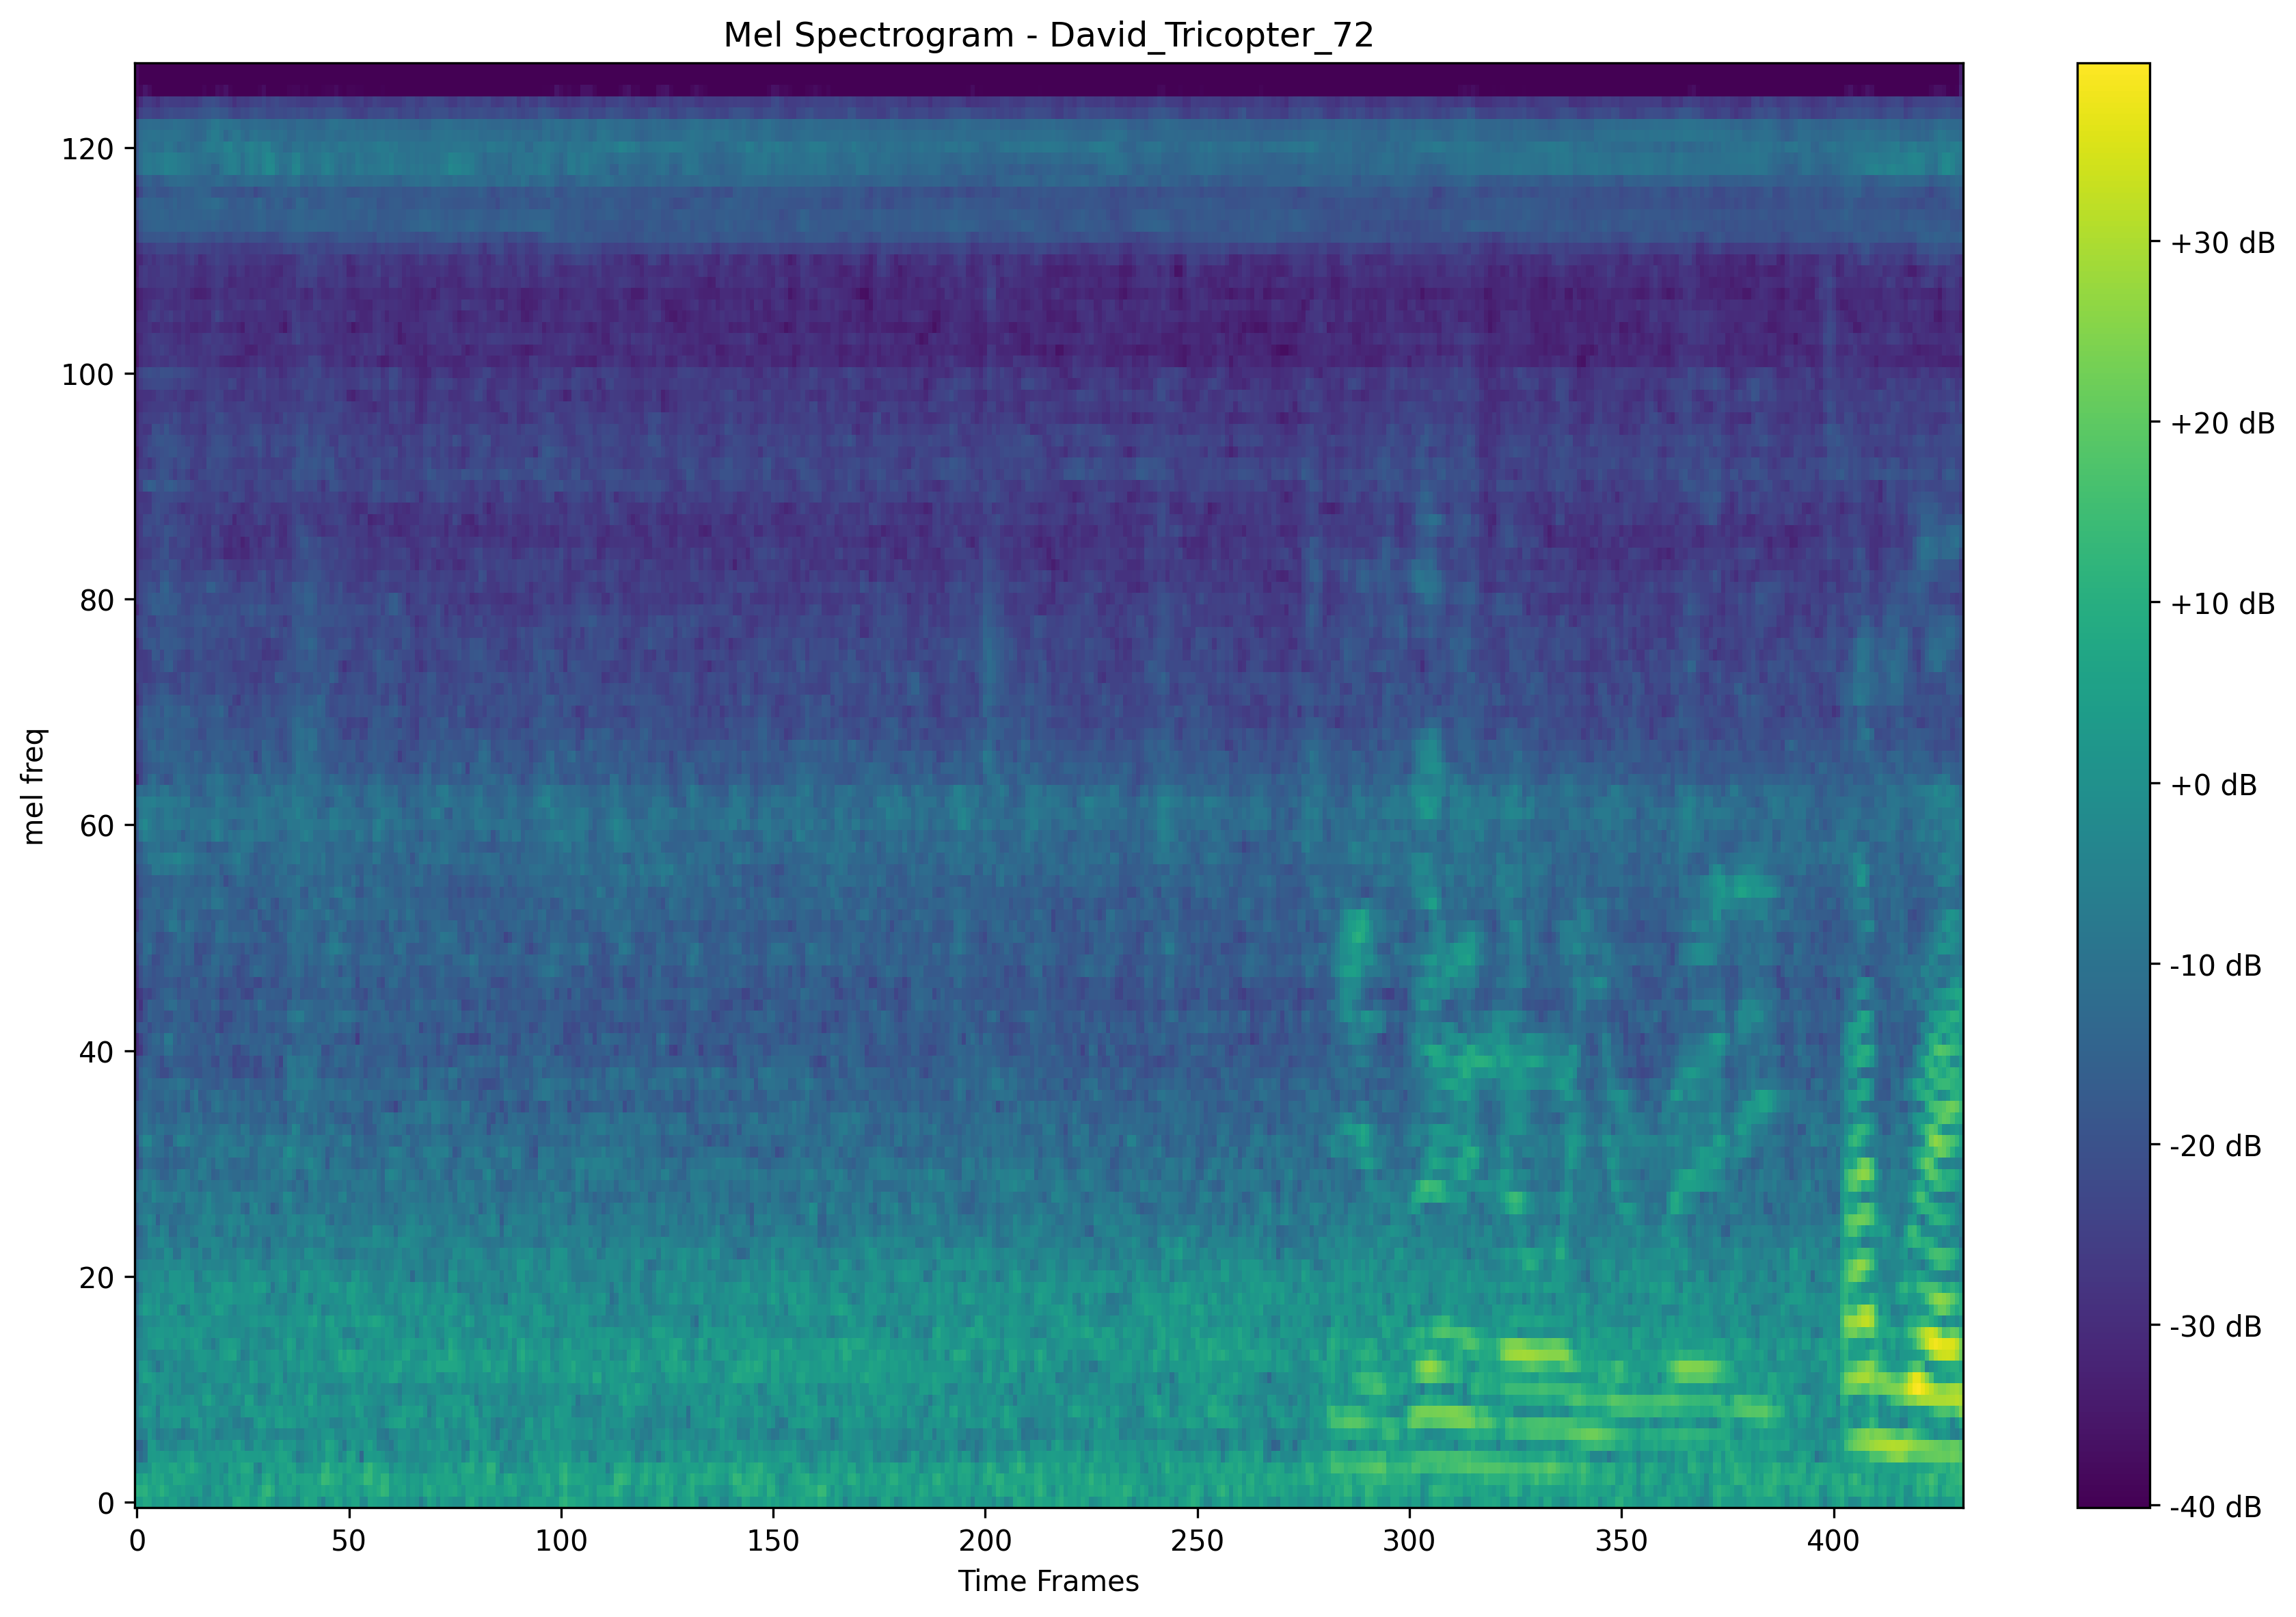 Mel Spectrogram - David_Tricopter_72
mel freq
120
100
80
60
40
20
0
0 50 100 150 200 250 300 350 400
Time Frames
+30 dB
+20 dB
+10 dB
+0 dB
-10 dB
-20 dB
-30 dB
-40 dB